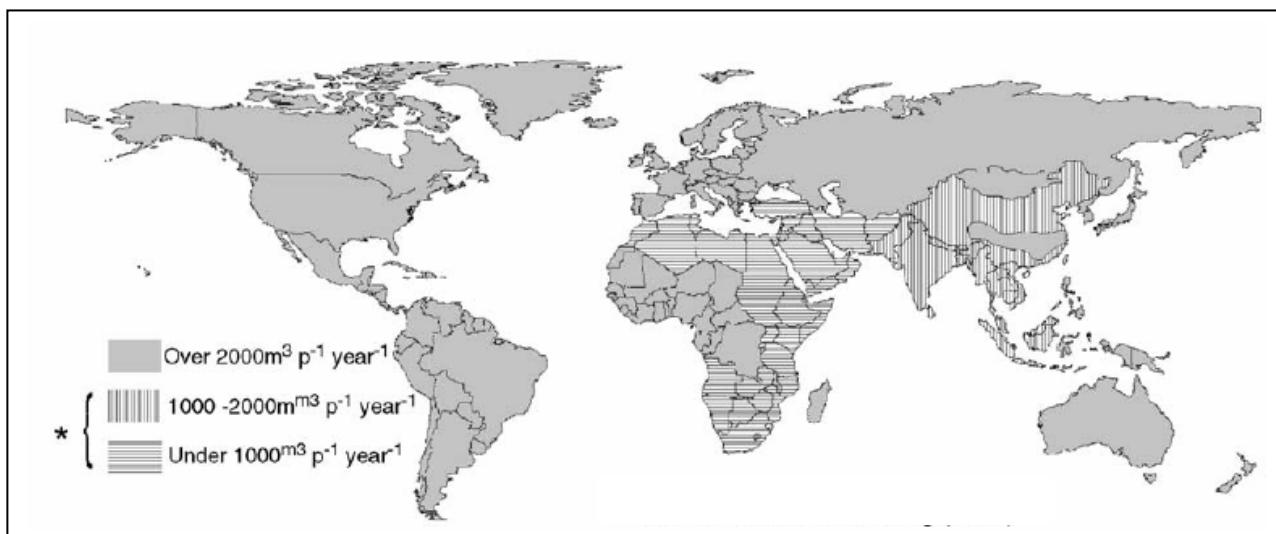 Over 2000m³ p⁻¹ year⁻¹
1000 -2000mᵐ³ p⁻¹ year⁻¹
*
Under 1000ᵐ³ p⁻¹ year⁻¹